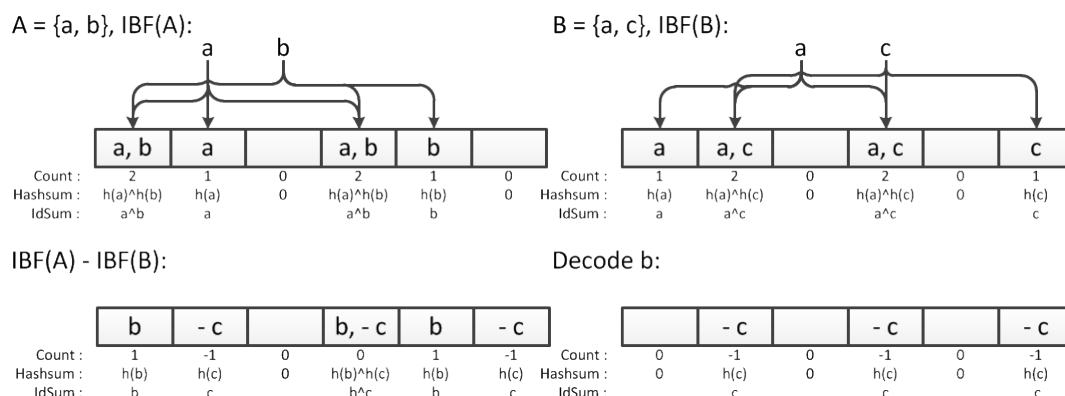 A = {a, b}, IBF(A):
a b
a, b a a, b b
Count : 2 1 0 2 1 0
Hashsum : h(a)^h(b) h(a) 0 h(a)^h(b) h(b) 0
IdSum : a^b a a^b b
B = {a, c}, IBF(B):
a c
a a, c a, c c
Count : 1 2 0 2 0 1
Hashsum : h(a) h(a)^h(c) 0 h(a)^h(c) 0 h(c)
IdSum : a a^c a^c c
IBF(A) - IBF(B):
b - c b, - c b - c
Count : 1 -1 0 0 1 -1
Hashsum : h(b) h(c) 0 h(b)^h(c) h(b) h(c)
IdSum : b c b^c b c
Decode b:
- c - c - c
Count : 0 -1 0 -1 0 -1
Hashsum : 0 h(c) 0 h(c) 0 h(c)
IdSum : c c c